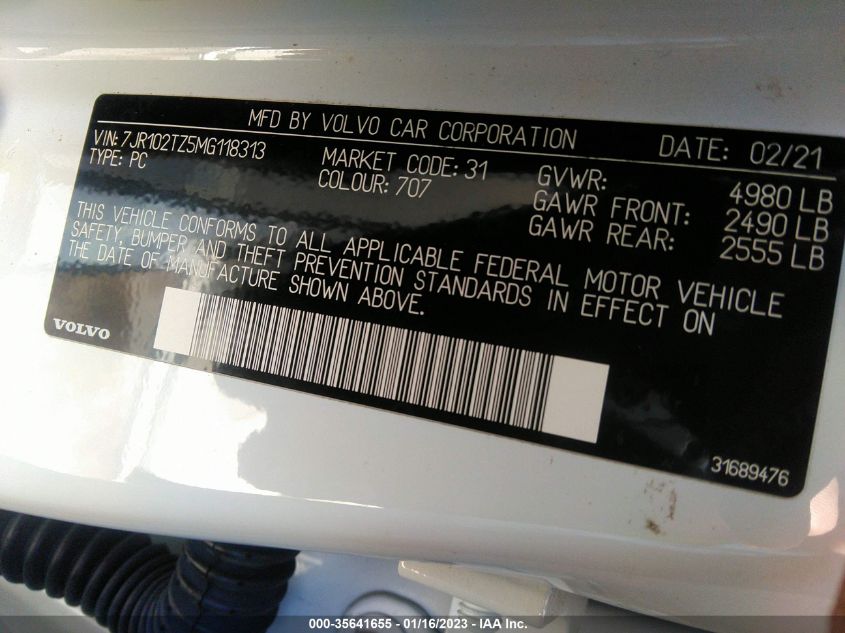 MFD BY VOLVO CAR CORPORATION DATE: 02/21
VIN: 7JR102TZ5MG118313
TYPE: PC
MARKET CODE: 31
COLOUR: 707
GVWR: 4980 LB
GAWR FRONT: 2490 LB
GAWR REAR: 2555 LB
THIS VEHICLE CONFORMS TO ALL APPLICABLE FEDERAL MOTOR VEHICLE
SAFETY, BUMPER AND THEFT PREVENTION STANDARDS IN EFFECT ON
THE DATE OF MANUFACTURE SHOWN ABOVE.
VOLVO
31689476
000-35641655 - 01/16/2023 - IAA Inc.